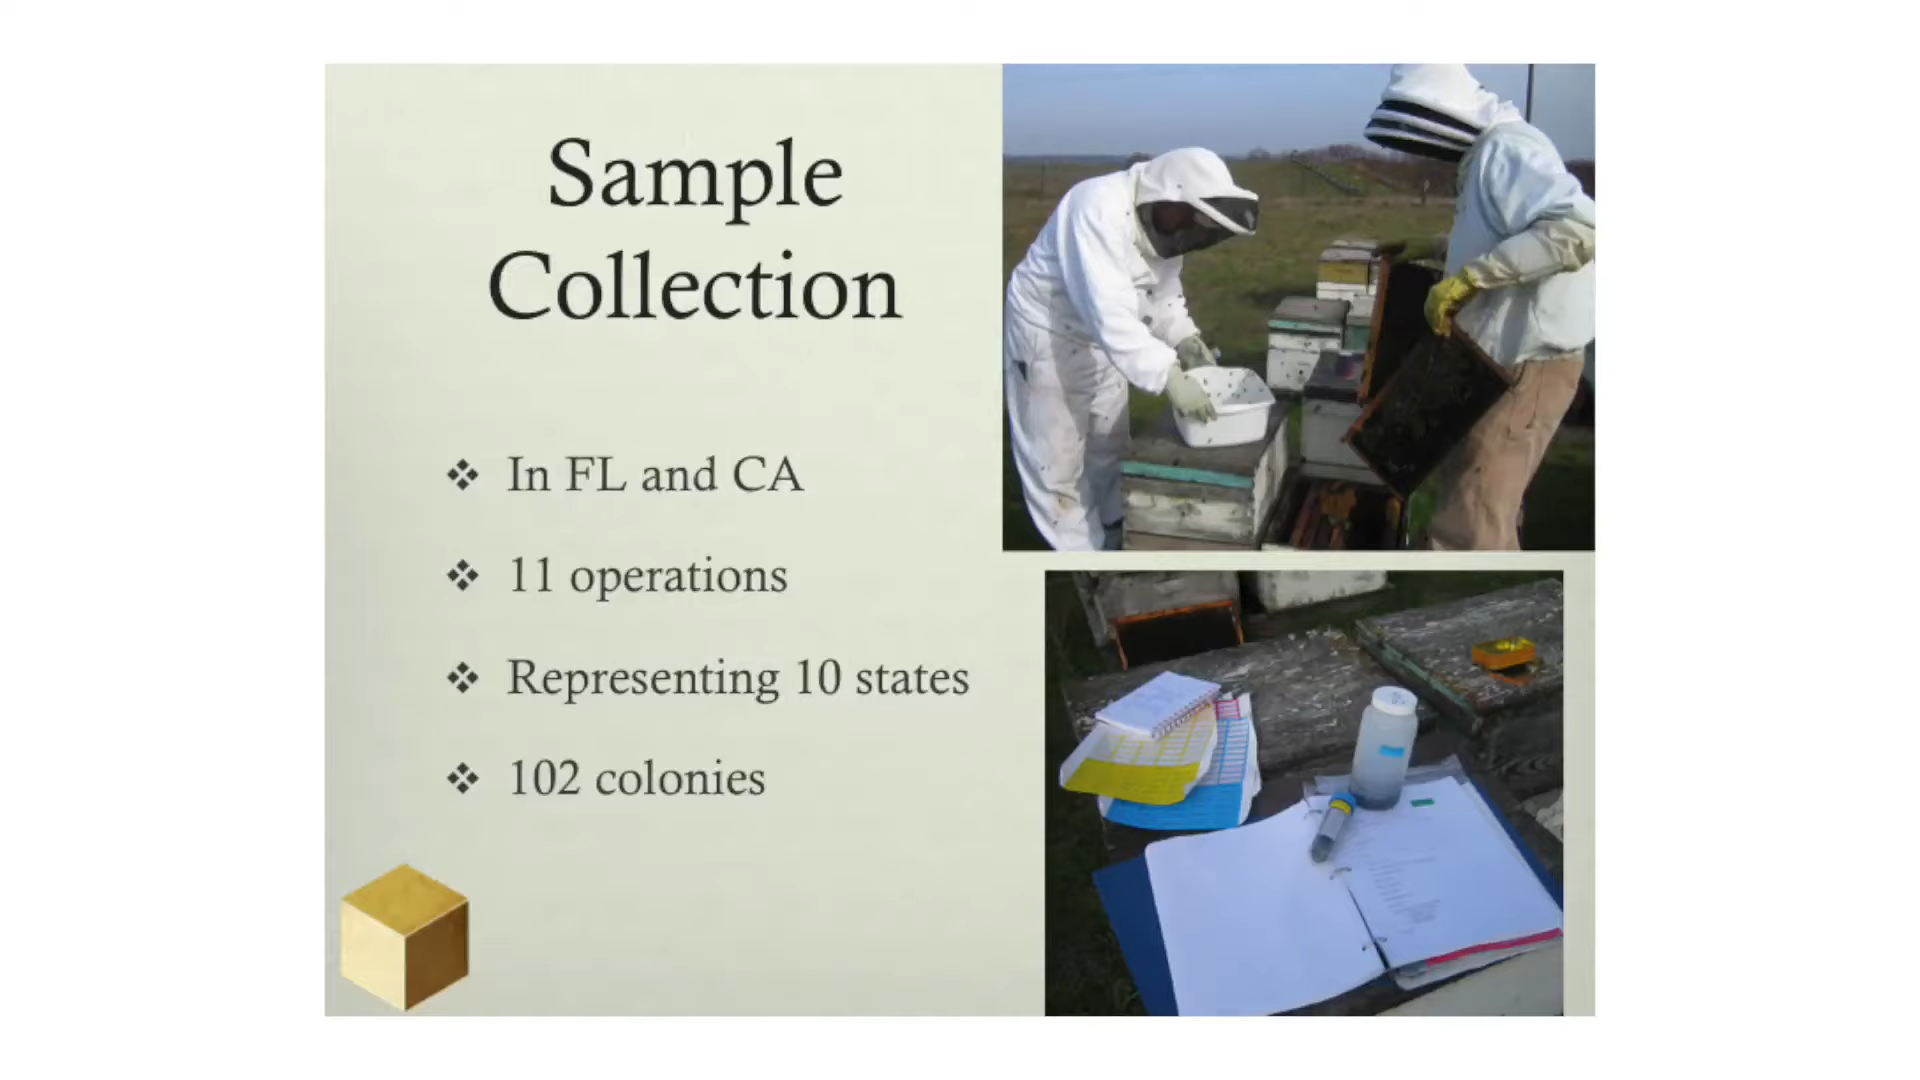 Sample
Collection
In FL and CA
11 operations
Representing 10 states
102 colonies